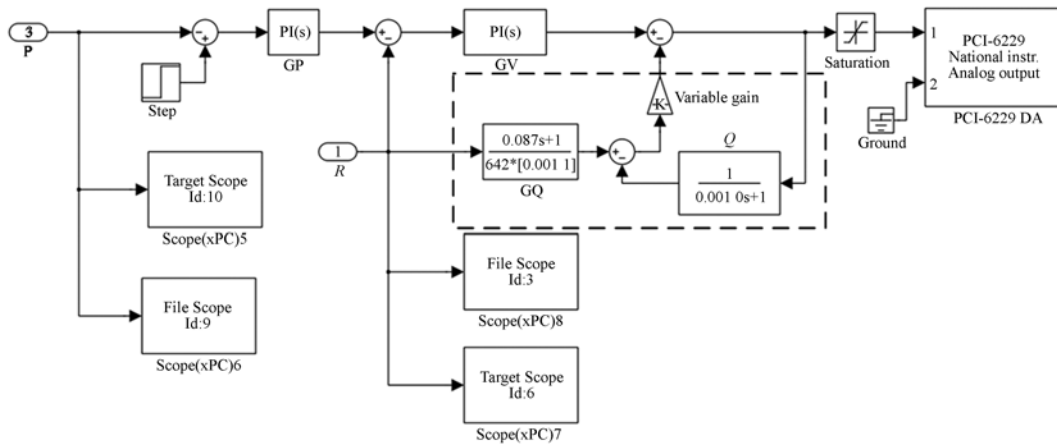 3
P
Step
PI(s)
GP
PI(s)
GV
Saturation
1
2
PCI-6229
National instr.
Analog output
PCI-6229 DA
Ground
-K-
Variable gain
1
R
0.087s+1
642*[0.001 1]
GQ
Q
1
0.001 0s+1
Target Scope
Id:10
Scope(xPC)5
File Scope
Id:9
Scope(xPC)6
File Scope
Id:3
Scope(xPC)8
Target Scope
Id:6
Scope(xPC)7